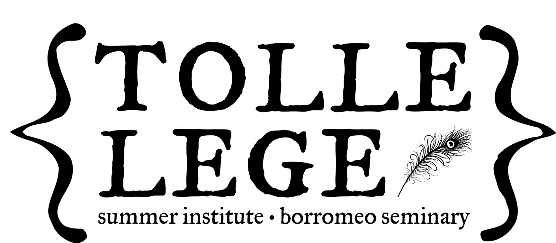 TOLLE
LEGE
summer institute • borromeo seminary